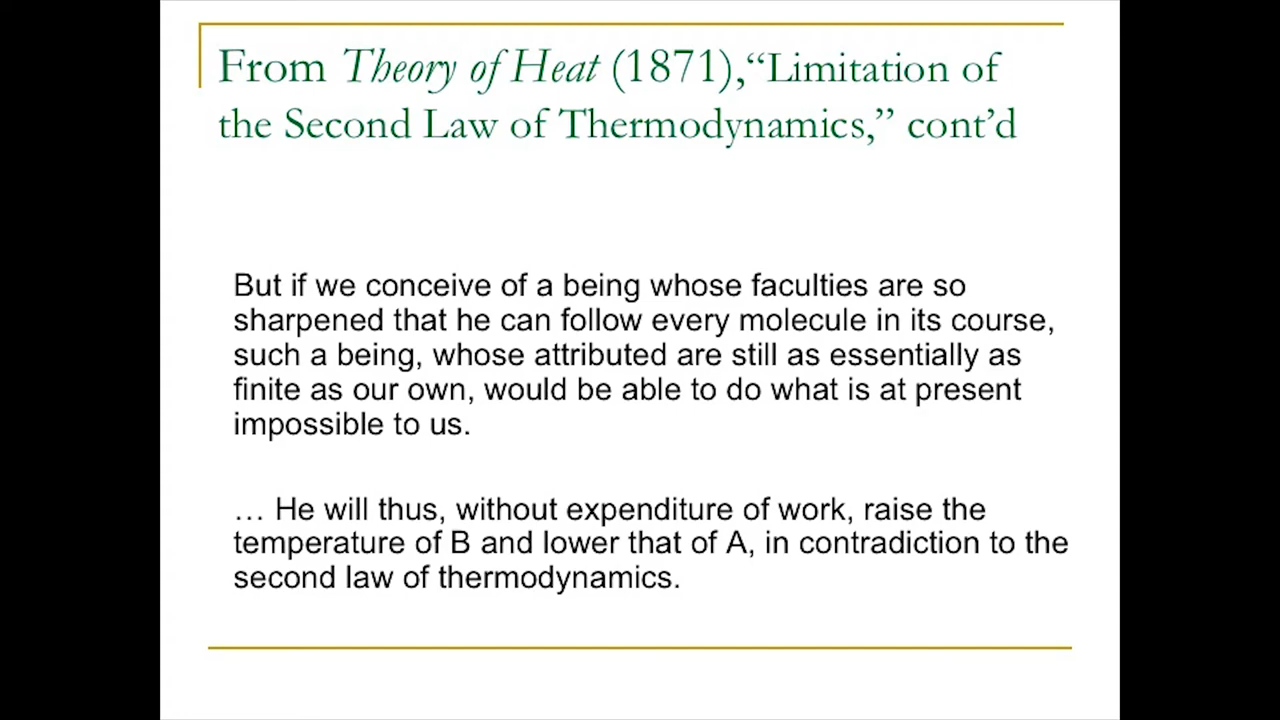 From Theory of Heat (1871),“Limitation of
the Second Law of Thermodynamics,” cont’d
But if we conceive of a being whose faculties are so
sharpened that he can follow every molecule in its course,
such a being, whose attributed are still as essentially as
finite as our own, would be able to do what is at present
impossible to us.
… He will thus, without expenditure of work, raise the
temperature of B and lower that of A, in contradiction to the
second law of thermodynamics.